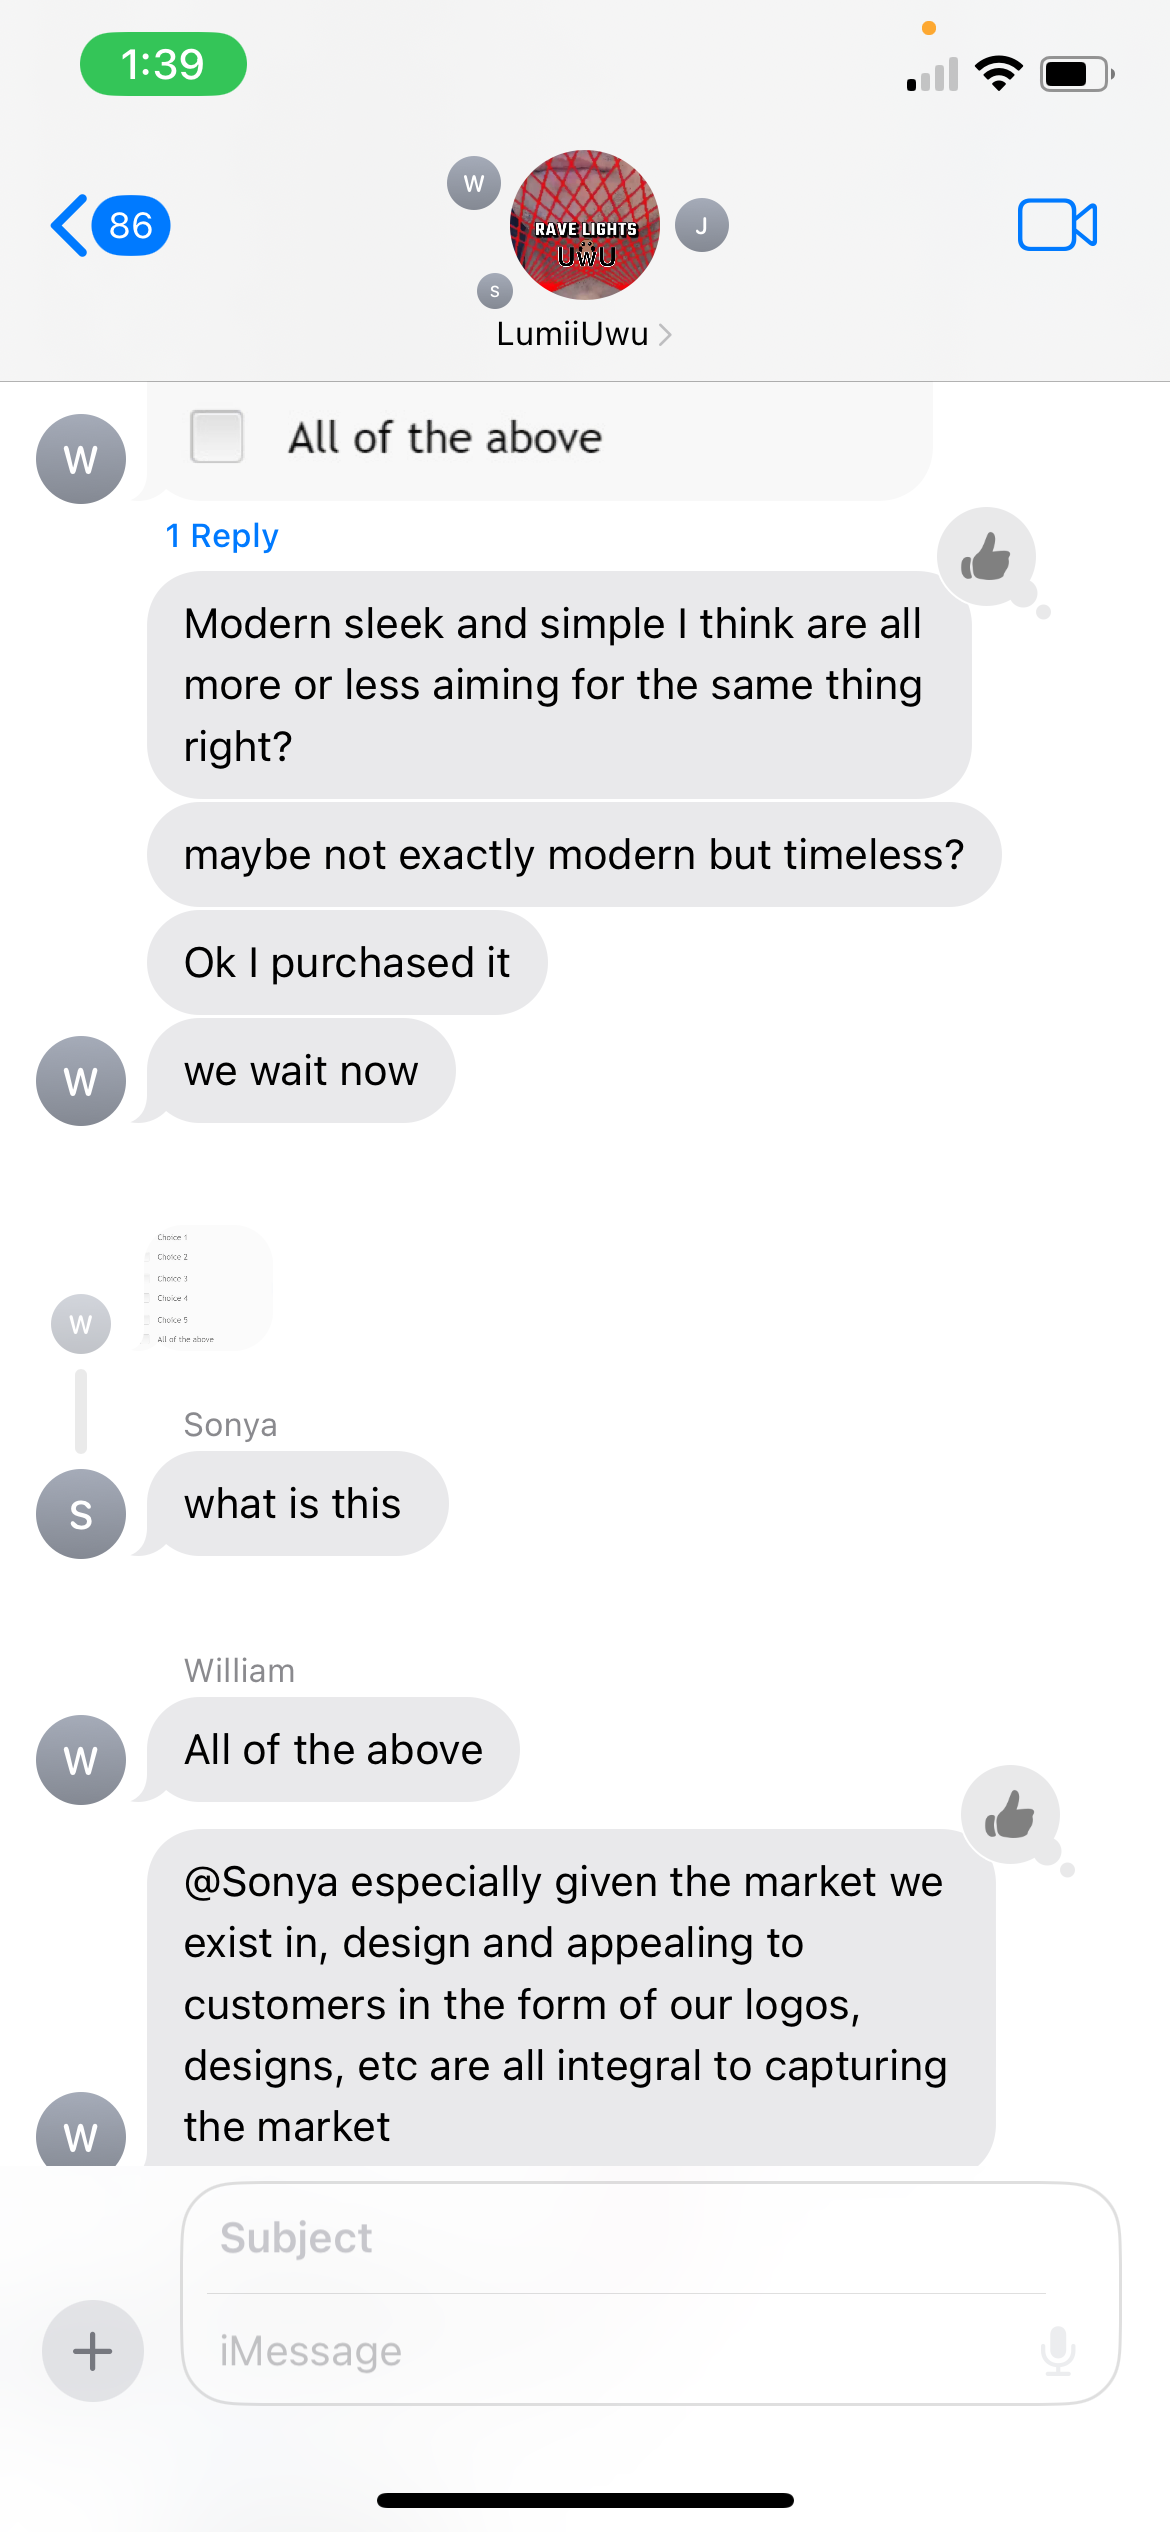 1:39
86
W
RAVE LIGHTS
UWU
J
S
LumiiUwu
All of the above
W
1 Reply
Modern sleek and simple I think are all
more or less aiming for the same thing
right?
maybe not exactly modern but timeless?
Ok I purchased it
we wait now
W
Choice 1
Choice 2
Choice 3
Choice 4
Choice 5
All of the above
W
Sonya
what is this
S
William
All of the above
W
@Sonya especially given the market we
exist in, design and appealing to
customers in the form of our logos,
designs, etc are all integral to capturing
the market
W
Subject
iMessage